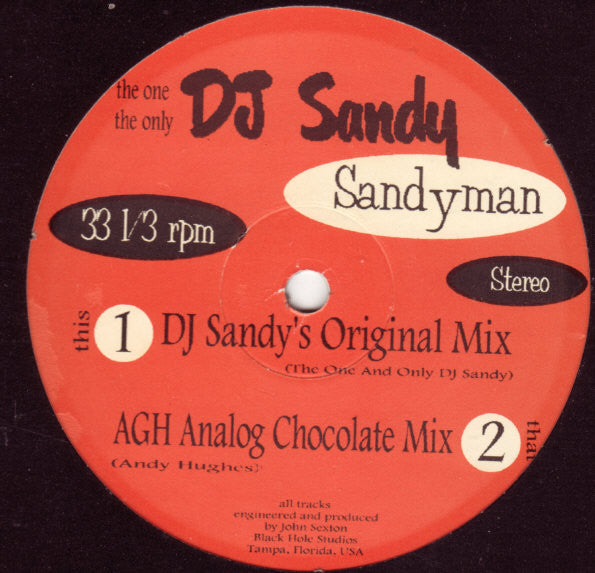 the one
the only
DJ Sandy
Sandyman
33 1/3 rpm
Stereo
this
1
DJ Sandy's Original Mix
(The One And Only DJ Sandy)
AGH Analog Chocolate Mix
(Andy Hughes)
2
that
all tracks
engineered and produced
by John Sexton
Black Hole Studios
Tampa, Florida, USA